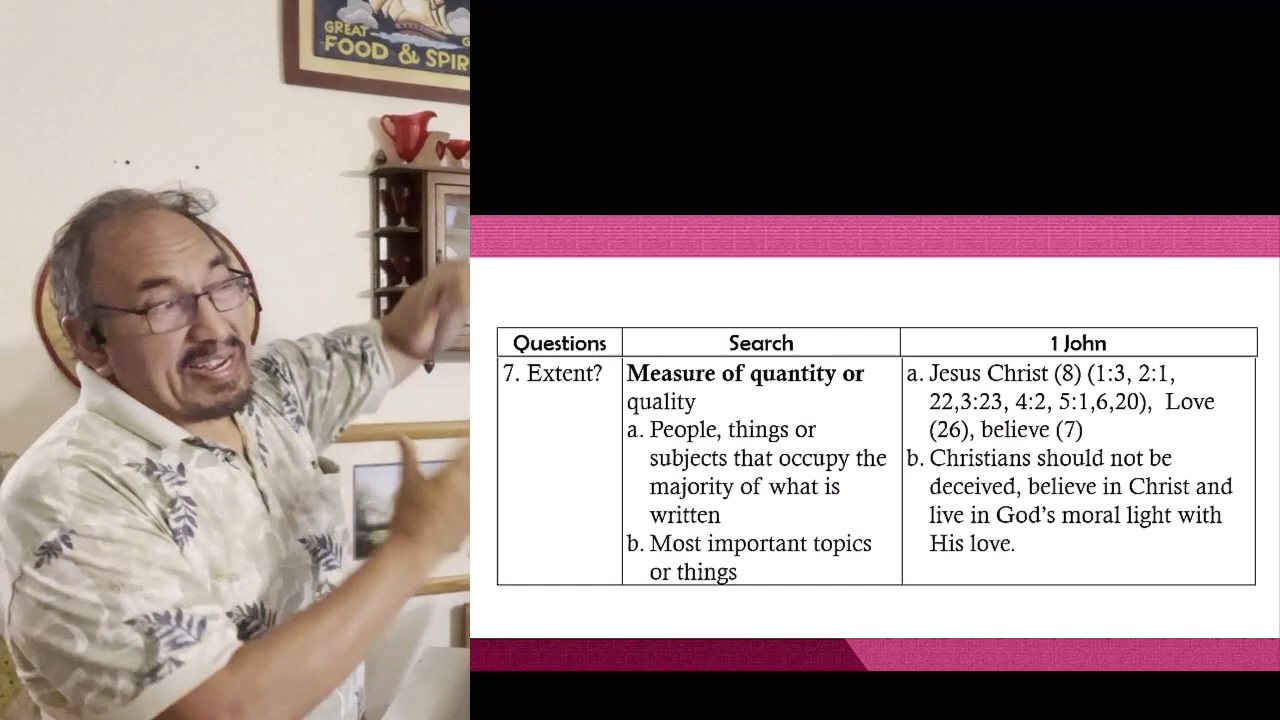 GREAT
FOOD & SPIR
Questions Search 1 John
7. Extent? Measure of quantity or
quality
a. People, things or
subjects that occupy the
majority of what is
written
b. Most important topics
or things
a. Jesus Christ (8) (1:3, 2:1,
22,3:23, 4:2, 5:1,6,20), Love
(26), believe (7)
b. Christians should not be
deceived, believe in Christ and
live in God's moral light with
His love.